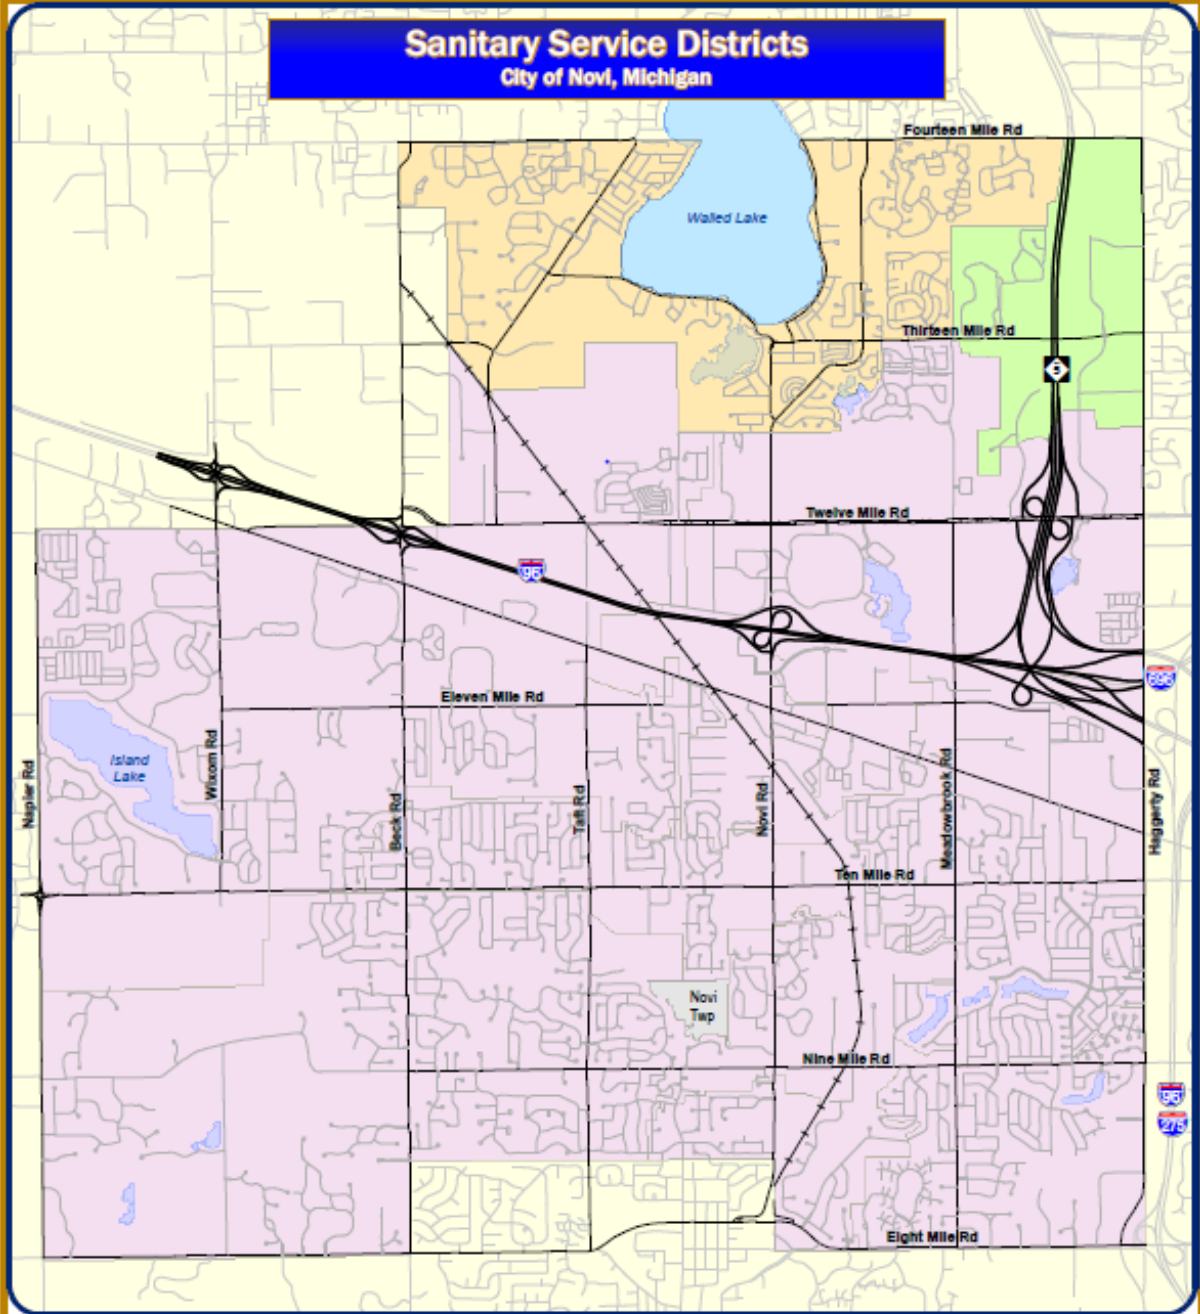 Sanitary Service Districts
City of Novi, Michigan
Fourteen Mile Rd
Walled Lake
Thirteen Mile Rd
5
Twelve Mile Rd
96
696
Eleven Mile Rd
Island
Lake
Napier Rd
Wixom Rd
Beck Rd
Taft Rd
Novi Rd
Meadowbrook Rd
Haggerty Rd
Ten Mile Rd
Novi
Twp
Nine Mile Rd
96
275
Eight Mile Rd